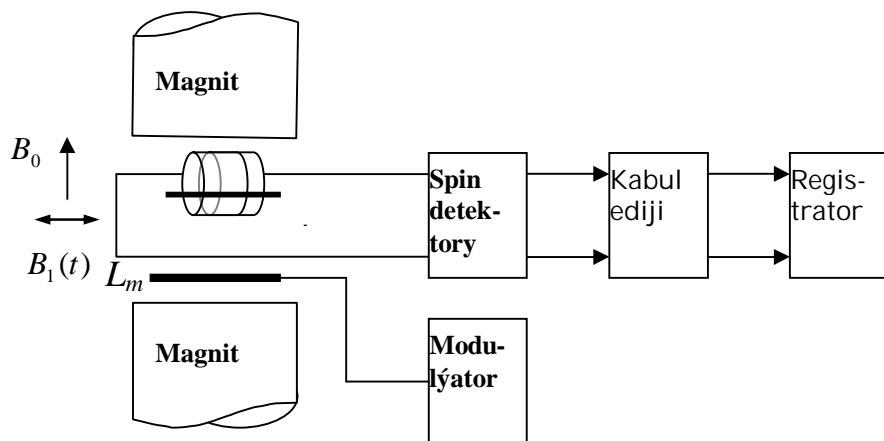 Magnit
B₀
B₁(t)
Lₘ
Spin
detek-
tory
Kabul
ediji
Regis-
trator
Magnit
Modu-
lýator